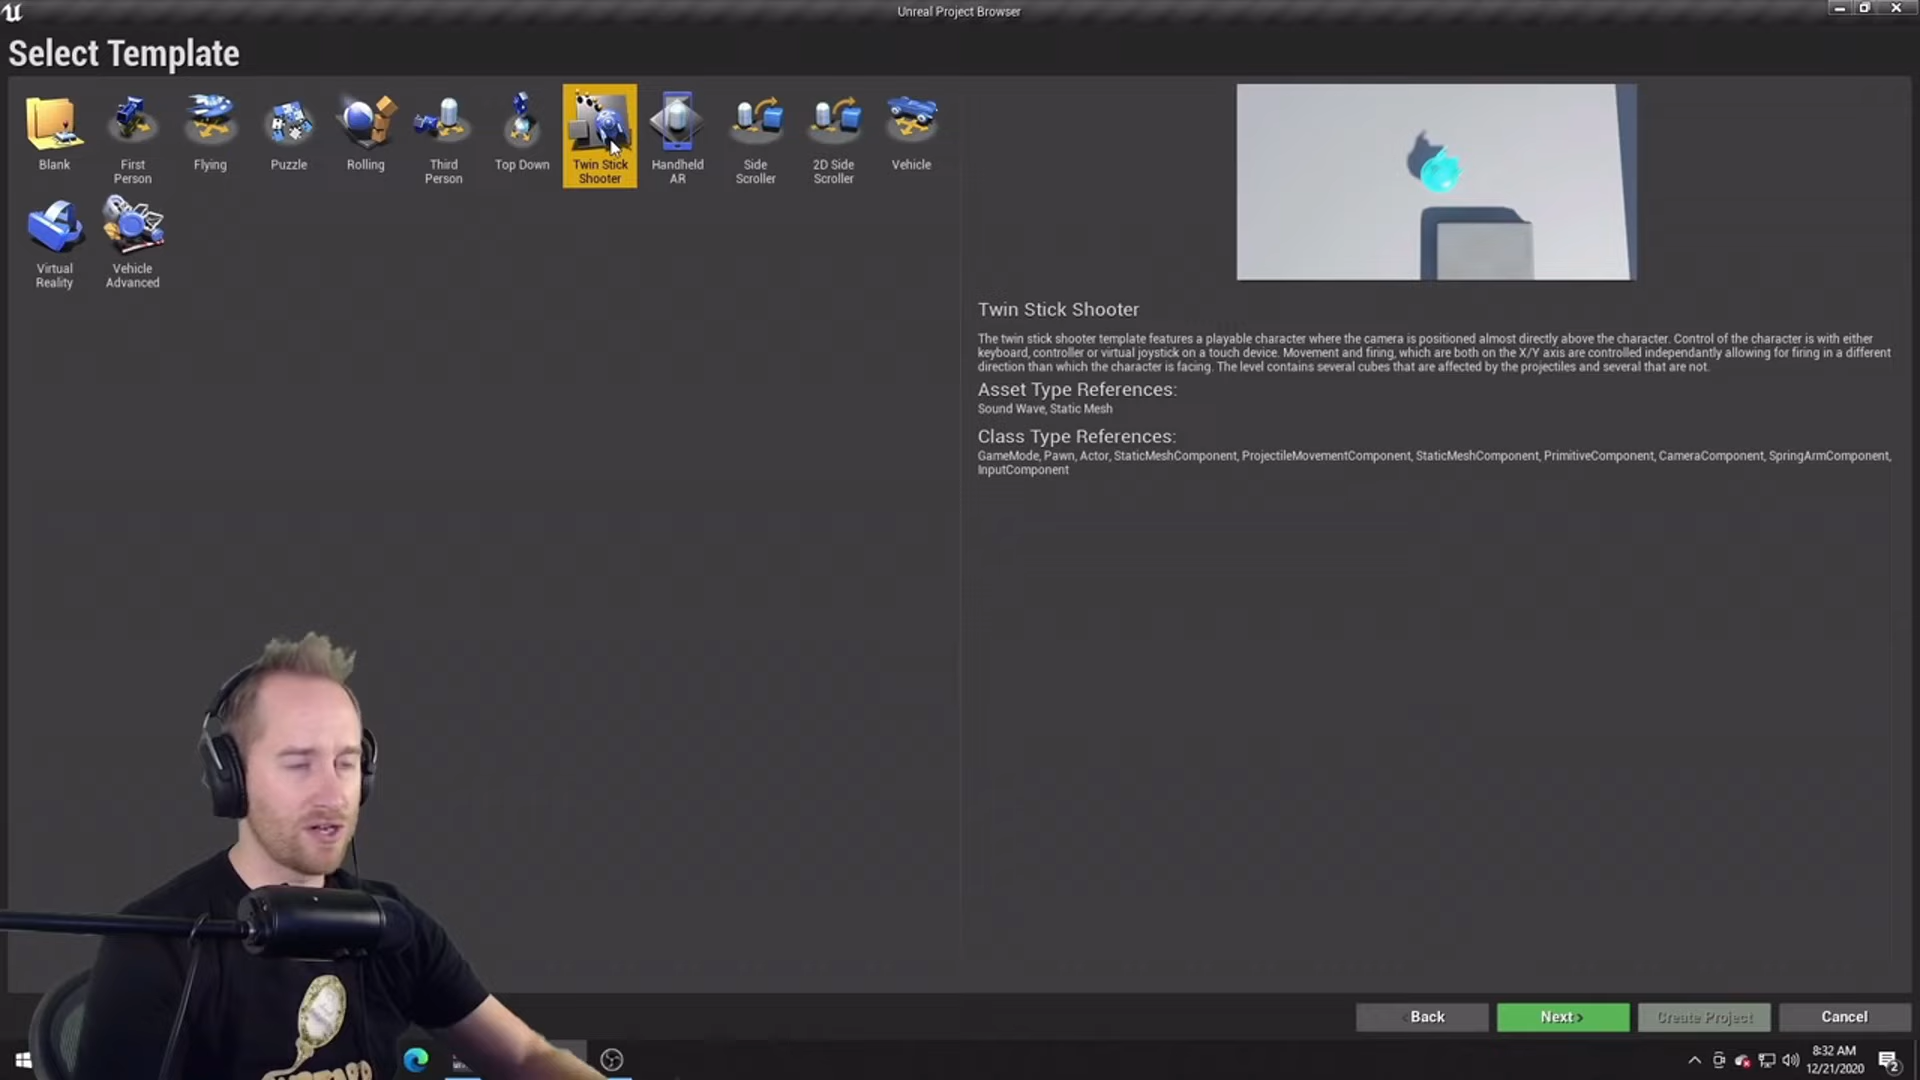 Unreal Project Browser
Select Template
Blank
First
Person
Flying
Puzzle
Rolling
Third
Person
Top Down
Twin Stick
Shooter
Handheld
AR
Side
Scroller
2D Side
Scroller
Vehicle
Virtual
Reality
Vehicle
Advanced
Twin Stick Shooter
The twin stick shooter template features a playable character where the camera is positioned almost directly above the character. Control of the character is with either
keyboard, controller or virtual joystick on a touch device. Movement and firing, which are both on the X/Y axis are controlled independantly allowing for firing in a different
direction than which the character is facing. The level contains several cubes that are affected by the projectiles and several that are not.
Asset Type References:
Sound Wave, Static Mesh
Class Type References:
GameMode, Pawn, Actor, StaticMeshComponent, ProjectileMovementComponent, StaticMeshComponent, PrimitiveComponent, CameraComponent, SpringArmComponent,
InputComponent
Back
Next >
Create Project
Cancel
8:32 AM
12/21/2020
2